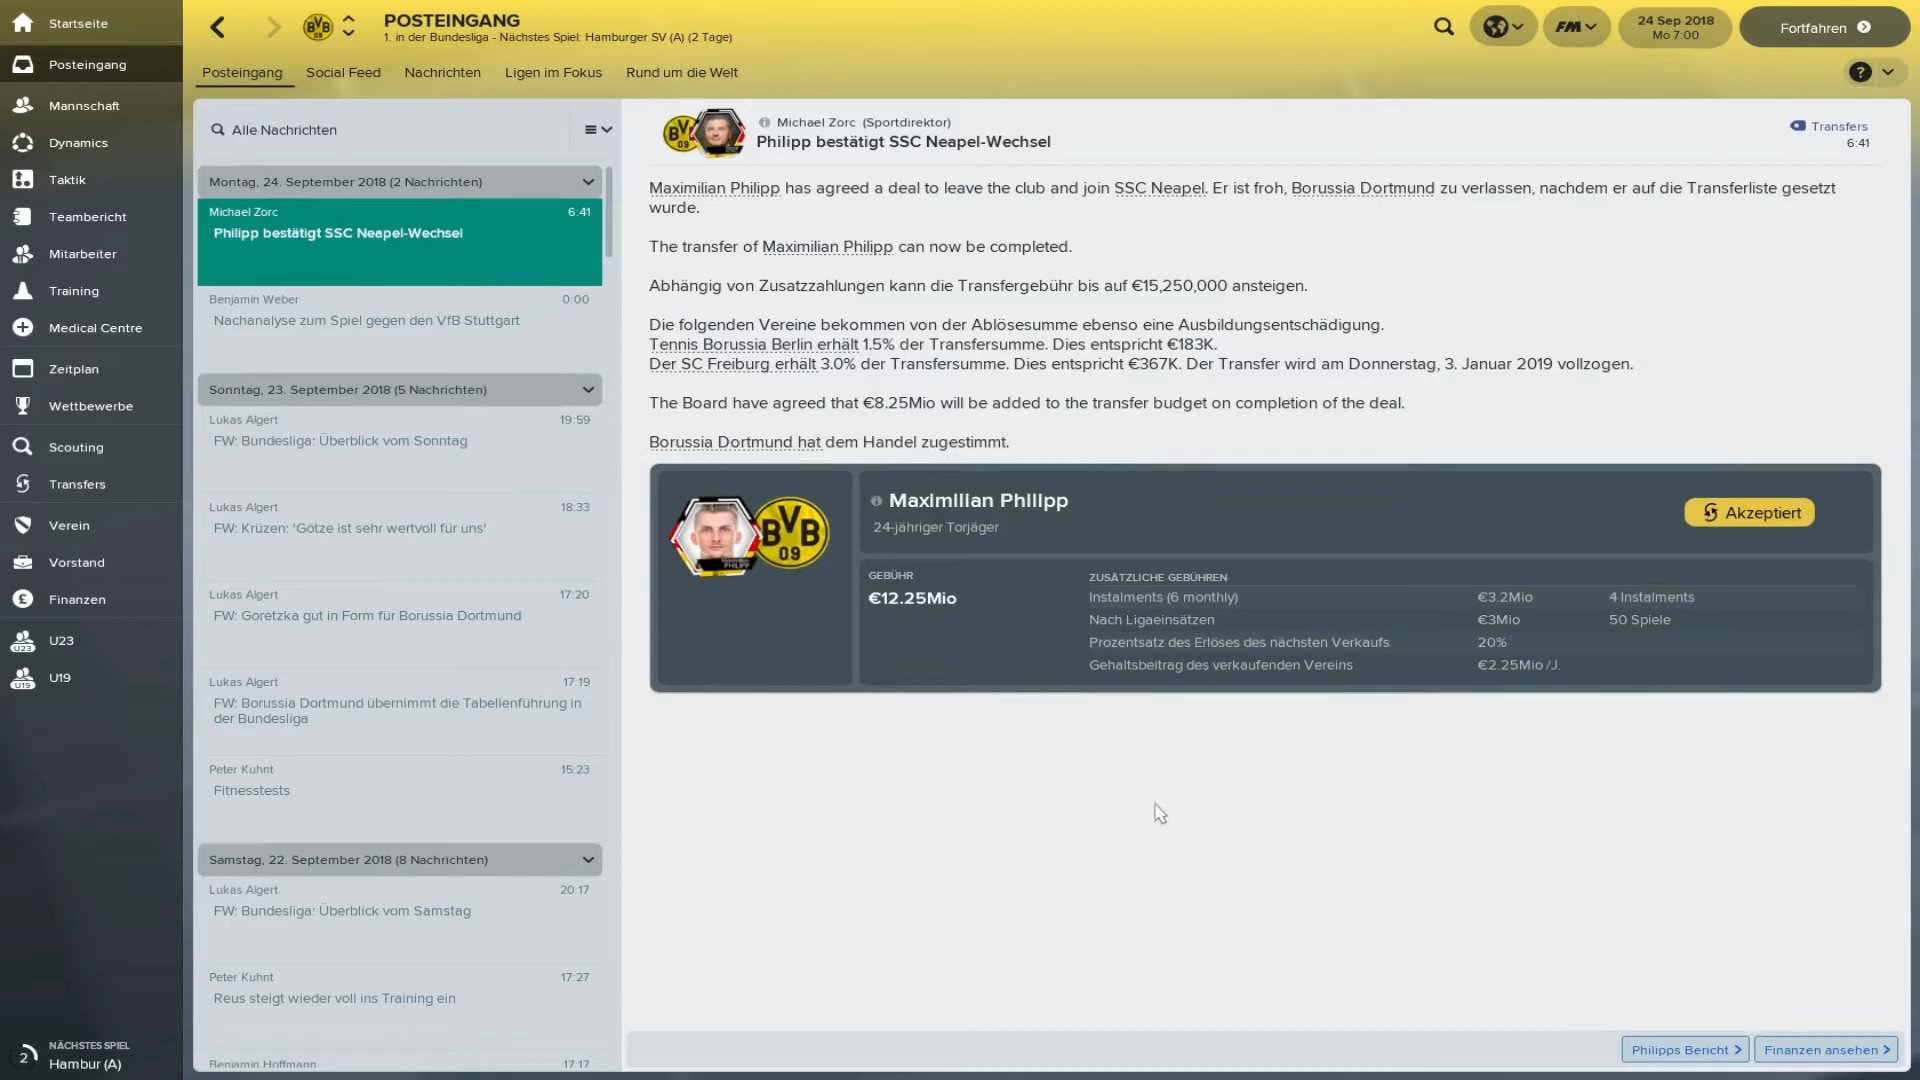 Startseite
Posteingang
Mannschaft
Dynamics
Taktik
Teambericht
Mitarbeiter
Training
Medical Centre
Zeitplan
Wettbewerbe
Scouting
Transfers
Verein
Vorstand
Finanzen
U23
U19
2
NÄCHSTES SPIEL
Hambur (A)
BVB 09
POSTEINGANG
1. in der Bundesliga - Nächstes Spiel: Hamburger SV (A) (2 Tage)
FM
24 Sep 2018
Mo 7:00
Fortfahren
Posteingang
Social Feed
Nachrichten
Ligen im Fokus
Rund um die Welt
?
Alle Nachrichten
Montag, 24. September 2018 (2 Nachrichten)
Michael Zorc 6:41
Philipp bestätigt SSC Neapel-Wechsel
Benjamin Weber 0:00
Nachanalyse zum Spiel gegen den VfB Stuttgart
Sonntag, 23. September 2018 (5 Nachrichten)
Lukas Algert 19:59
FW: Bundesliga: Überblick vom Sonntag
Lukas Algert 18:33
FW: Krüzen: 'Götze ist sehr wertvoll für uns'
Lukas Algert 17:20
FW: Goretzka gut in Form für Borussia Dortmund
Lukas Algert 17:19
FW: Borussia Dortmund übernimmt die Tabellenführung in
der Bundesliga
Peter Kuhnt 15:23
Fitnesstests
Samstag, 22. September 2018 (8 Nachrichten)
Lukas Algert 20:17
FW: Bundesliga: Überblick vom Samstag
Peter Kuhnt 17:27
Reus steigt wieder voll ins Training ein
Benjamin Hoffmann 17:17
Michael Zorc (Sportdirektor)
Philipp bestätigt SSC Neapel-Wechsel
Transfers
6:41
Maximilian Philipp has agreed a deal to leave the club and join SSC Neapel. Er ist froh, Borussia Dortmund zu verlassen, nachdem er auf die Transferliste gesetzt
wurde.
The transfer of Maximilian Philipp can now be completed.
Abhängig von Zusatzzahlungen kann die Transfergebühr bis auf €15,250,000 ansteigen.
Die folgenden Vereine bekommen von der Ablösesumme ebenso eine Ausbildungsentschädigung.
Tennis Borussia Berlin erhält 1.5% der Transfersumme. Dies entspricht €183K.
Der SC Freiburg erhält 3.0% der Transfersumme. Dies entspricht €367K. Der Transfer wird am Donnerstag, 3. Januar 2019 vollzogen.
The Board have agreed that €8.25Mio will be added to the transfer budget on completion of the deal.
Borussia Dortmund hat dem Handel zugestimmt.
PHILIPP
BVB 09
Maximilian Philipp
24-jähriger Torjäger
Akzeptiert
GEBÜHR
€12.25Mio
ZUSÄTZLICHE GEBÜHREN
Instalments (6 monthly) €3.2Mio 4 Instalments
Nach Ligaeinsätzen €3Mio 50 Spiele
Prozentsatz des Erlöses des nächsten Verkaufs 20%
Gehaltsbeitrag des verkaufenden Vereins €2.25Mio /J.
Philipps Bericht
Finanzen ansehen